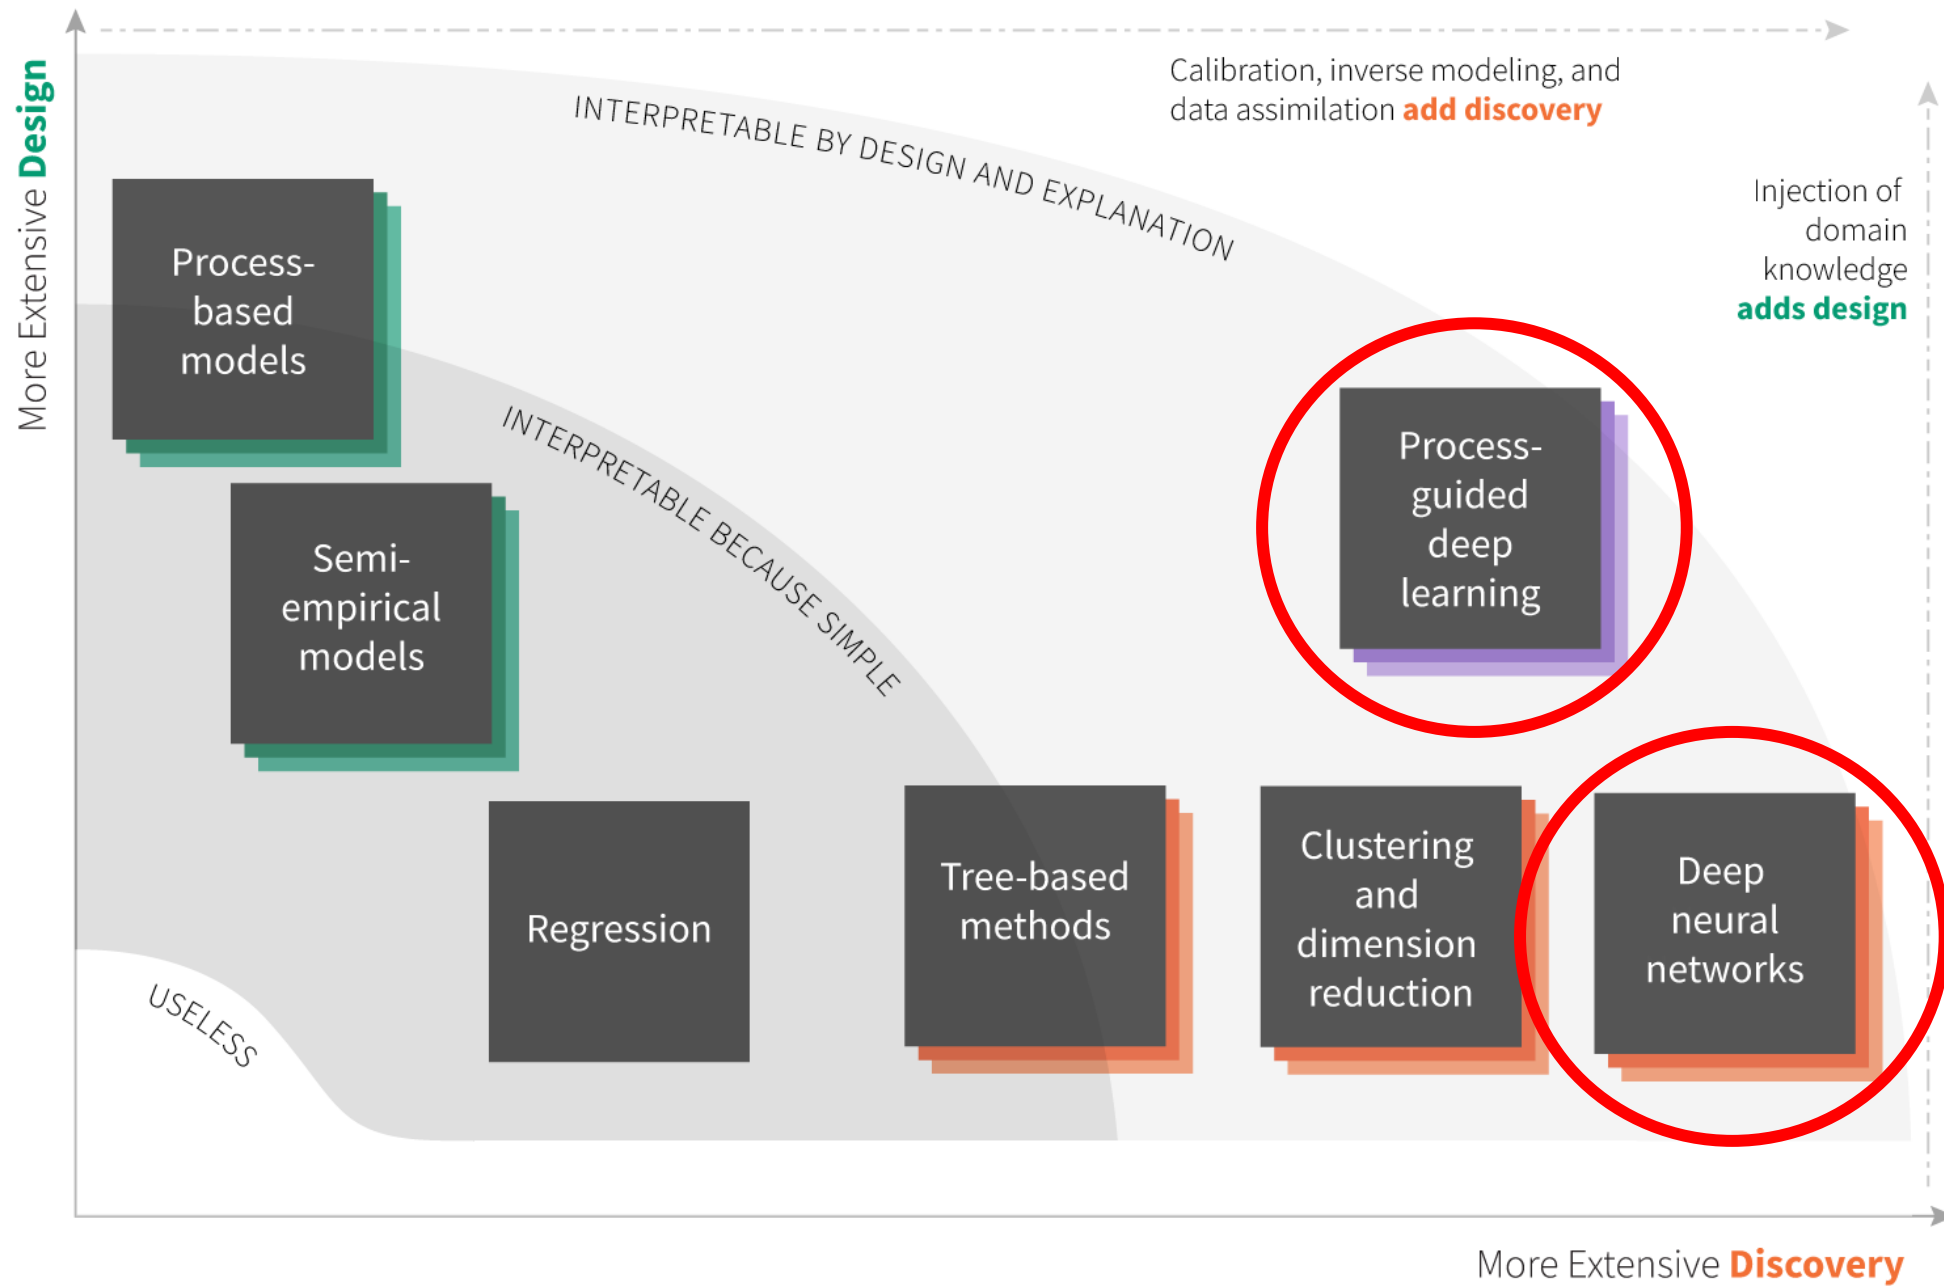 More Extensive Design
Calibration, inverse modeling, and
data assimilation add discovery
INTERPRETABLE BY DESIGN AND EXPLANATION
Injection of
domain
knowledge
adds design
Process-
based
models
INTERPRETABLE BECAUSE SIMPLE
Process-
guided
deep
learning
Semi-
empirical
models
Regression
Tree-based
methods
Clustering
and
dimension
reduction
Deep
neural
networks
USELESS
More Extensive Discovery